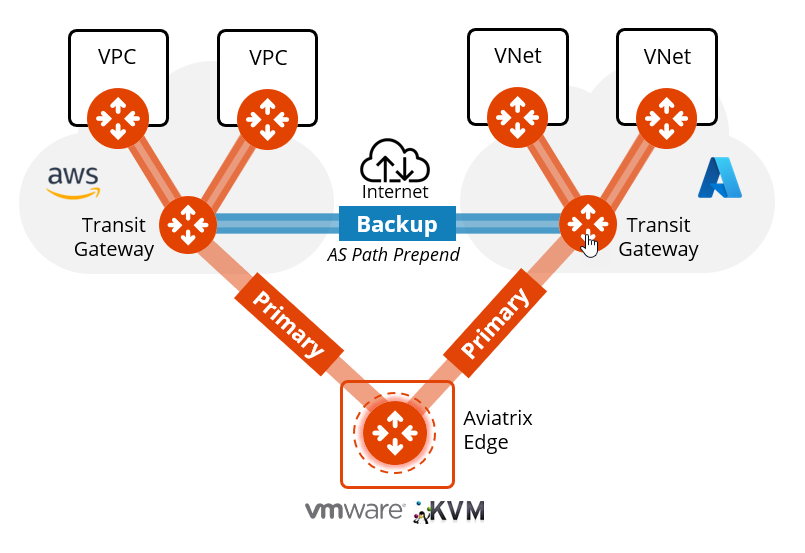 VPC
VPC
VNet
VNet
aws
Internet
Transit
Gateway
Backup
Transit
Gateway
AS Path Prepend
Primary
Primary
Aviatrix
Edge
vmware®
KVM